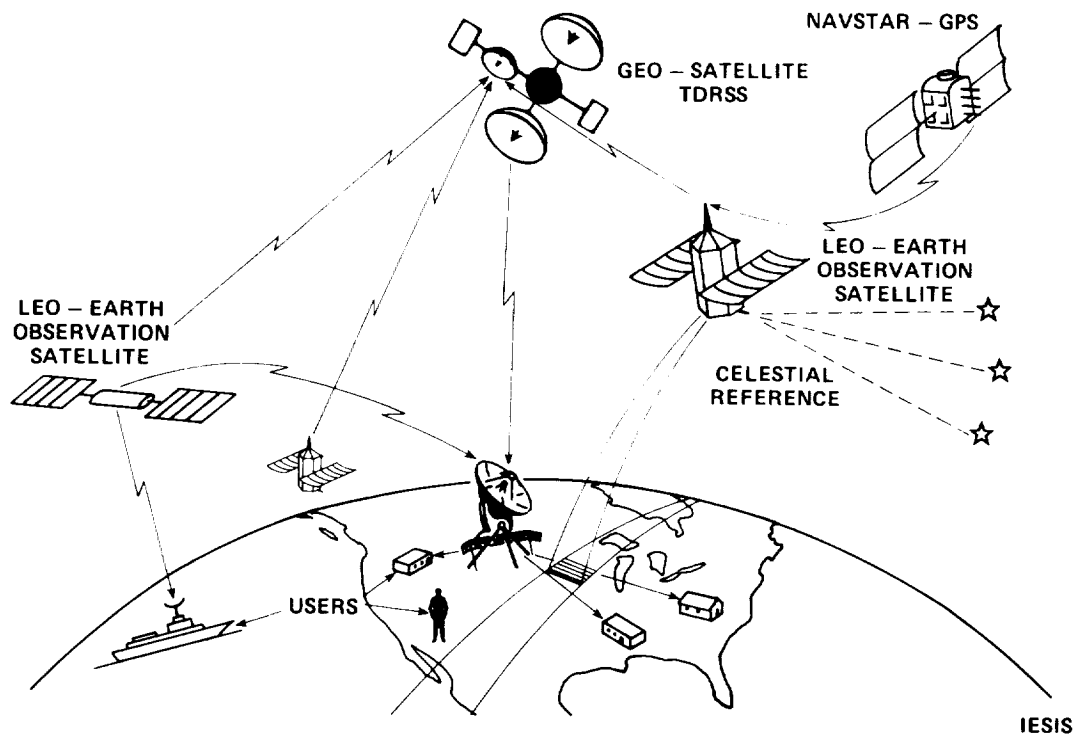 NAVSTAR – GPS
GEO – SATELLITE
TDRSS
LEO – EARTH
OBSERVATION
SATELLITE
LEO – EARTH
OBSERVATION
SATELLITE
CELESTIAL
REFERENCE
USERS
IESIS